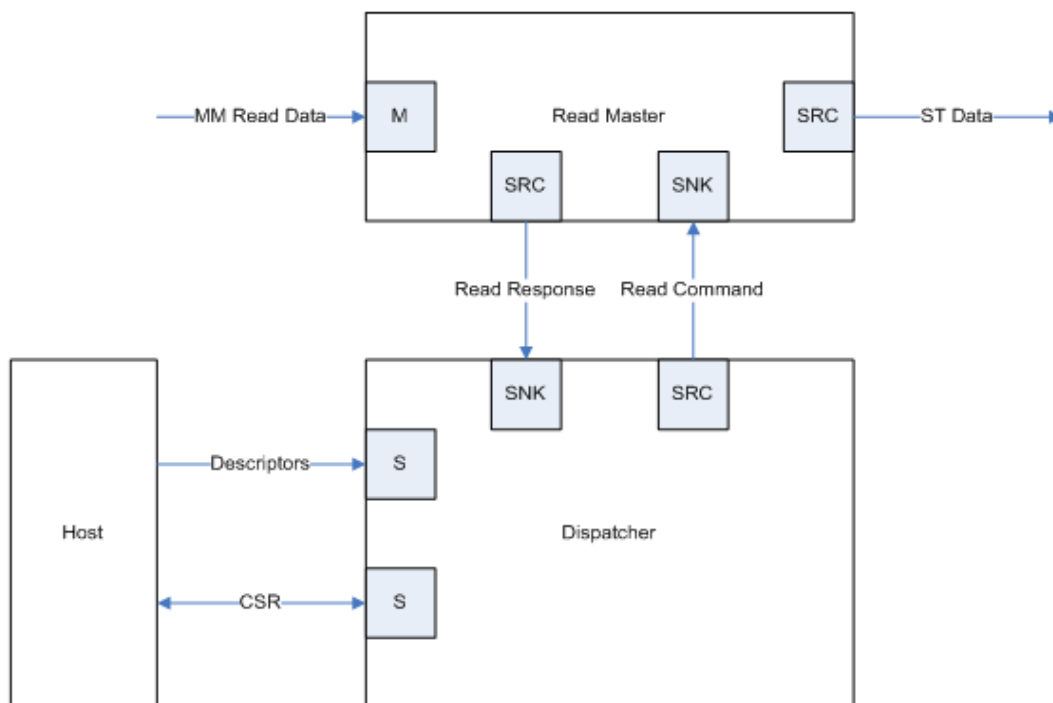 MM Read Data
M
Read Master
SRC
ST Data
SRC
SNK
Read Response
Read Command
SNK
SRC
Descriptors
S
Host
Dispatcher
CSR
S